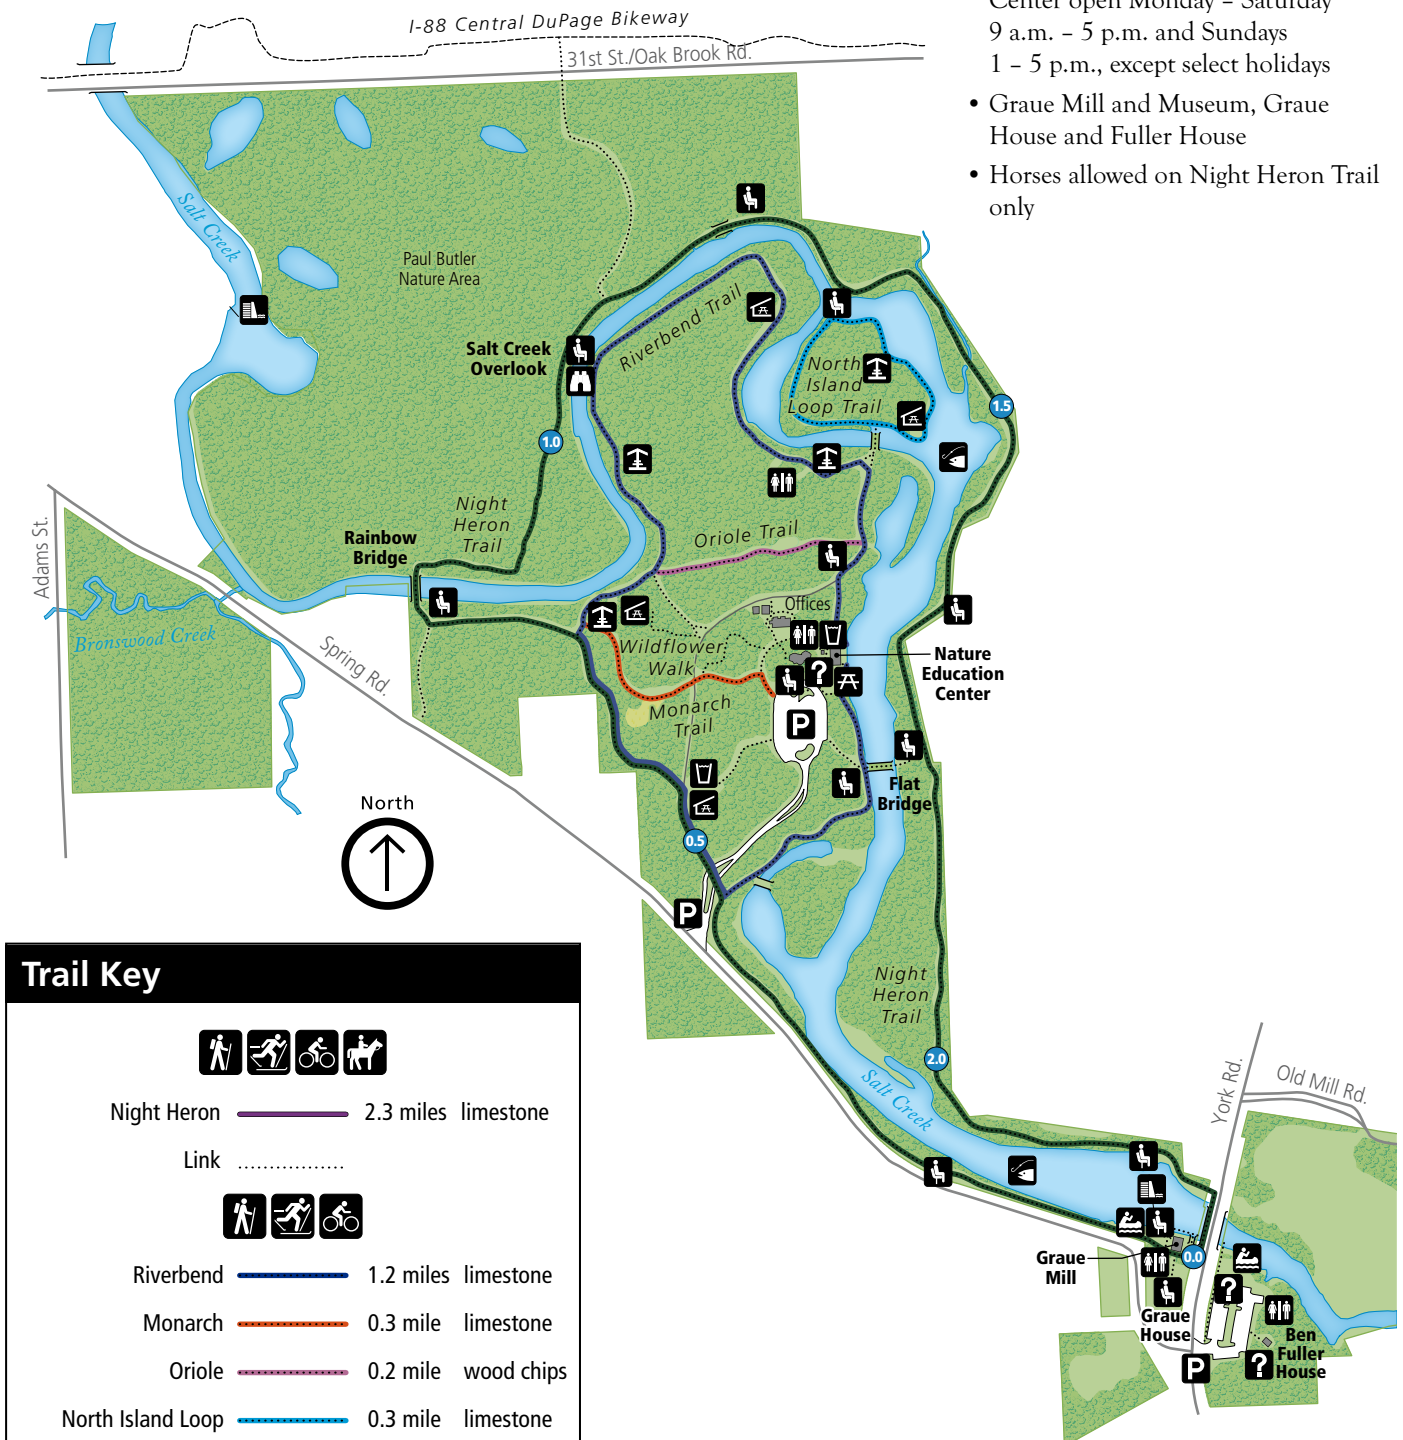 Center open Monday – Saturday
9 a.m. – 5 p.m. and Sundays
1 – 5 p.m., except select holidays
• Graue Mill and Museum, Graue
House and Fuller House
• Horses allowed on Night Heron Trail
only
I-88 Central DuPage Bikeway
31st St./Oak Brook Rd.
Salt Creek
Paul Butler
Nature Area
Salt Creek
Overlook
Riverbend Trail
North
Island
Loop Trail
1.5
1.0
Night
Heron
Trail
Rainbow
Bridge
Oriole Trail
Adams St.
Bronswood Creek
Spring Rd.
Offices
Wildflower
Walk
?
Nature
Education
Center
Monarch
Trail
P
Flat
Bridge
North
0.5
P
Night
Heron
Trail
2.0
Salt Creek
York Rd.
Old Mill Rd.
Graue
Mill
0.0
?
Graue
House
Ben
Fuller
House
?
P
Trail Key
Night Heron 2.3 miles limestone
Link
Riverbend 1.2 miles limestone
Monarch 0.3 mile limestone
Oriole 0.2 mile wood chips
North Island Loop 0.3 mile limestone